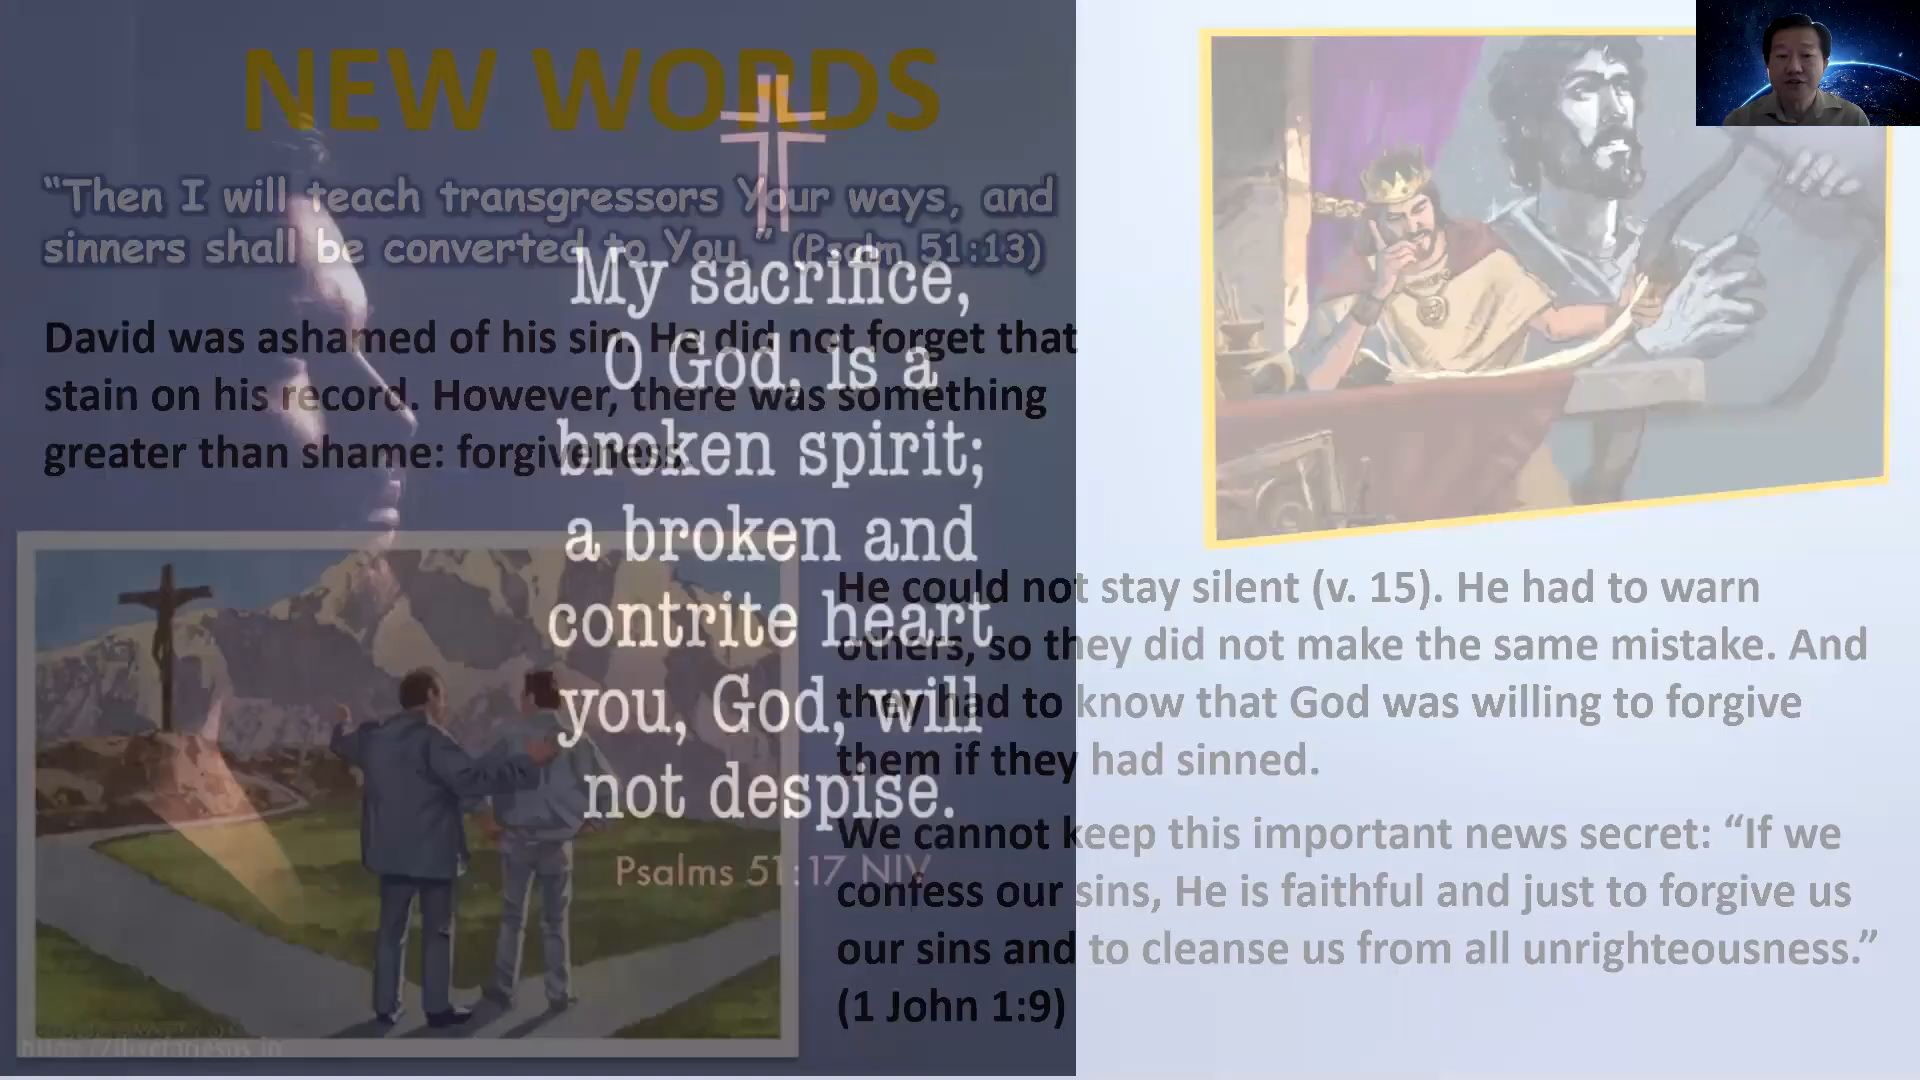 NEW WORDS
“Then I will teach transgressors Your ways, and
sinners shall be converted to You.” (Psalm 51:13)
David was ashamed of his sin. He did not forget that
stain on his record. However, there was something
greater than shame: forgiveness.
My sacrifice,
O God, is a
broken spirit;
a broken and
contrite heart
you, God, will
not despise.
Psalms 51:17 NIV
He could not stay silent (v. 15). He had to warn
others, so they did not make the same mistake. And
they had to know that God was willing to forgive
them if they had sinned.
We cannot keep this important news secret: “If we
confess our sins, He is faithful and just to forgive us
our sins and to cleanse us from all unrighteousness.”
(1 John 1:9)